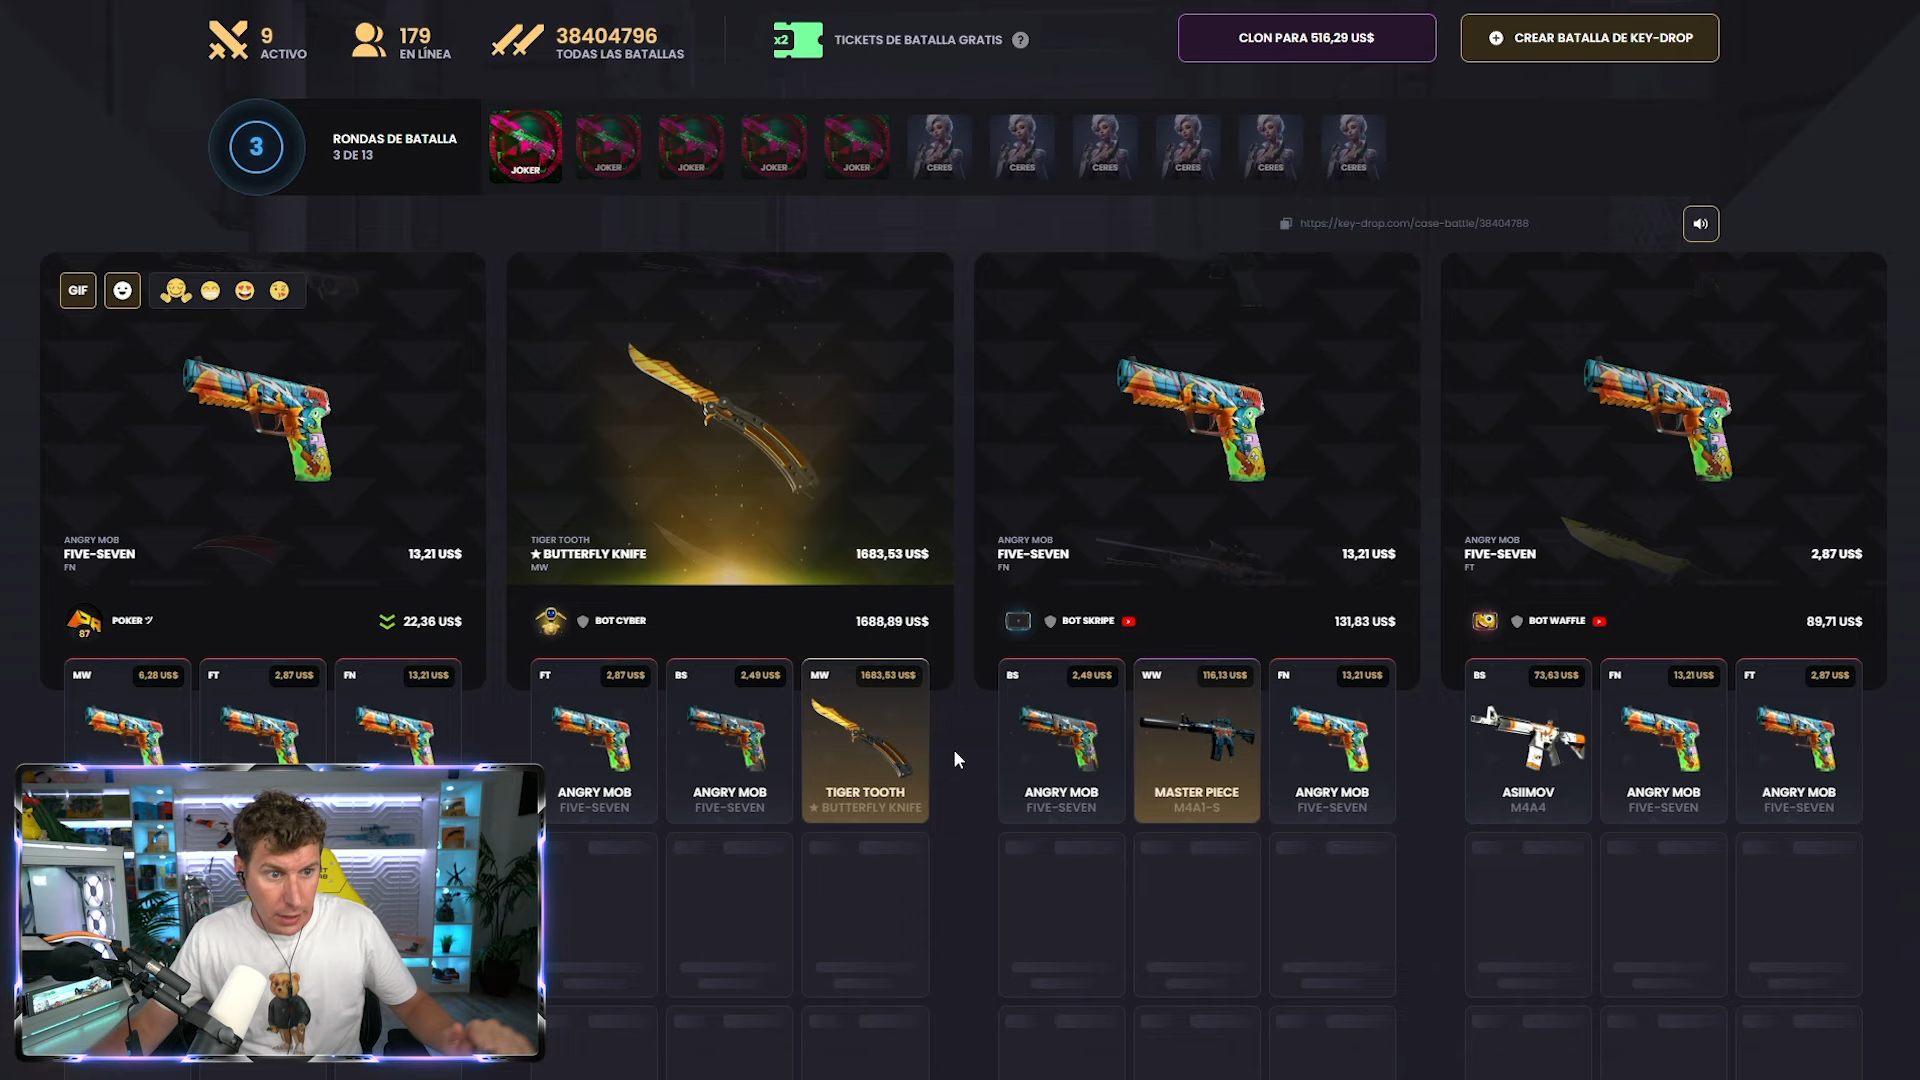 9
ACTIVO
179
EN LÍNEA
38404796
TODAS LAS BATALLAS
x2
TICKETS DE BATALLA GRATIS
?
CLON PARA 516,29 US$
CREAR BATALLA DE KEY-DROP
3
RONDAS DE BATALLA
3 DE 13
JOKER
JOKER
JOKER
JOKER
JOKER
CERES
CERES
CERES
CERES
CERES
CERES
https://key-drop.com/case-battle/38404788
GIF
ANGRY MOB
FIVE-SEVEN
13,21 US$
FN
TIGER TOOTH
★ BUTTERFLY KNIFE
1683,53 US$
MW
ANGRY MOB
FIVE-SEVEN
13,21 US$
FN
ANGRY MOB
FIVE-SEVEN
2,87 US$
FT
87
POKER ツ
22,36 US$
BOT CYBER
1688,89 US$
BOT SKRIPE
131,83 US$
BOT WAFFLE
89,71 US$
MW
6,28 US$
FT
2,87 US$
FN
13,21 US$
FT
2,87 US$
BS
2,49 US$
MW
1683,53 US$
BS
2,49 US$
WW
116,13 US$
FN
13,21 US$
BS
73,63 US$
FN
13,21 US$
FT
2,87 US$
ANGRY MOB
FIVE-SEVEN
ANGRY MOB
FIVE-SEVEN
TIGER TOOTH
★ BUTTERFLY KNIFE
ANGRY MOB
FIVE-SEVEN
MASTER PIECE
M4A1-S
ANGRY MOB
FIVE-SEVEN
ASIIMOV
M4A4
ANGRY MOB
FIVE-SEVEN
ANGRY MOB
FIVE-SEVEN